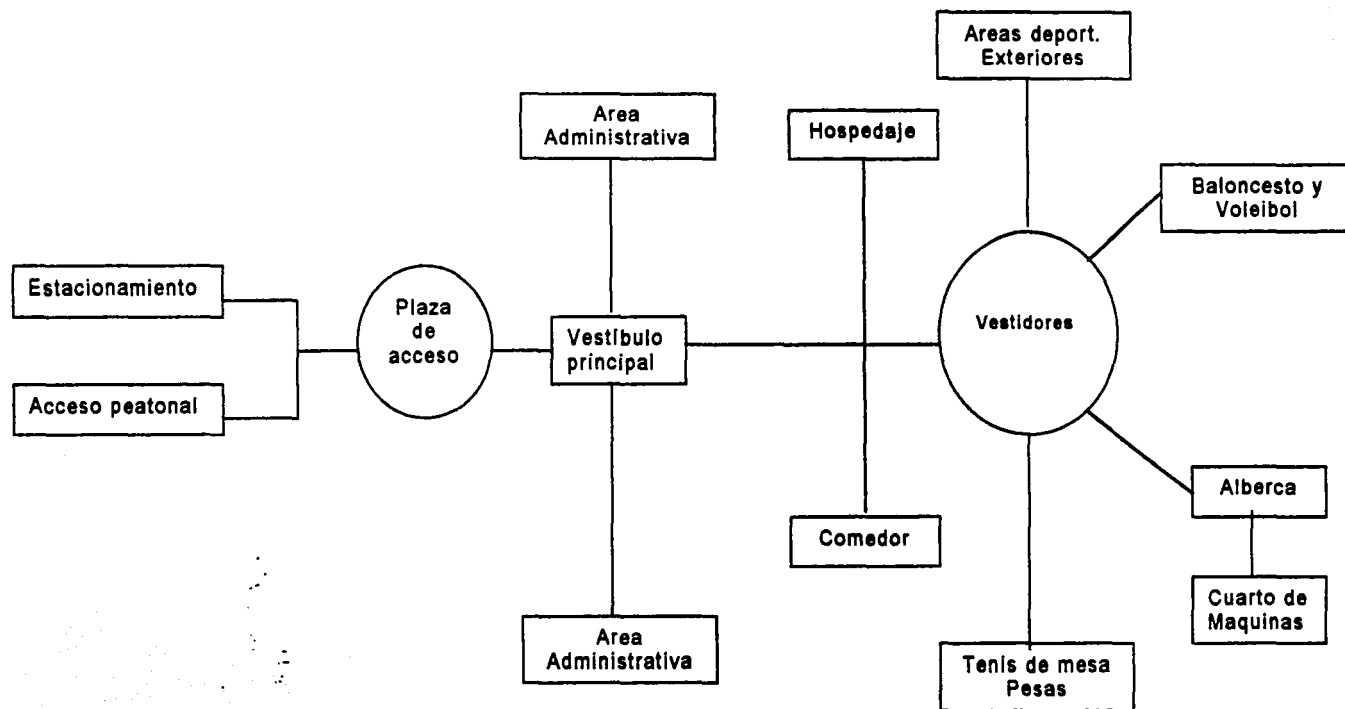 Areas deport.
Exteriores
Area
Administrativa
Hospedaje
Baloncesto y
Voleibol
Estacionamiento
Plaza
de
acceso
Vestíbulo
principal
Vestidores
Acceso peatonal
Alberca
Comedor
Cuarto de
Maquinas
Area
Administrativa
Tenis de mesa
Pesas